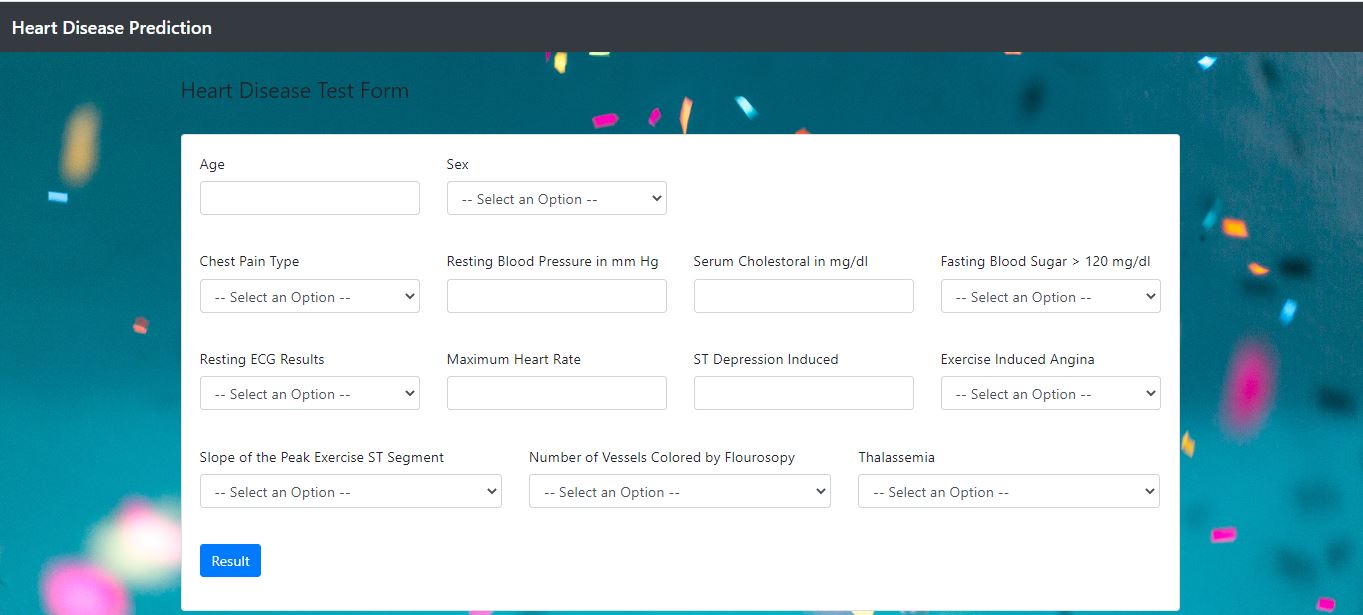 Heart Disease Prediction
Heart Disease Test Form
Age Sex
-- Select an Option --
Chest Pain Type Resting Blood Pressure in mm Hg Serum Cholestoral in mg/dl Fasting Blood Sugar > 120 mg/dl
-- Select an Option -- -- Select an Option --
Resting ECG Results Maximum Heart Rate ST Depression Induced Exercise Induced Angina
-- Select an Option -- -- Select an Option --
Slope of the Peak Exercise ST Segment Number of Vessels Colored by Flourosopy Thalassemia
-- Select an Option -- -- Select an Option -- -- Select an Option --
Result